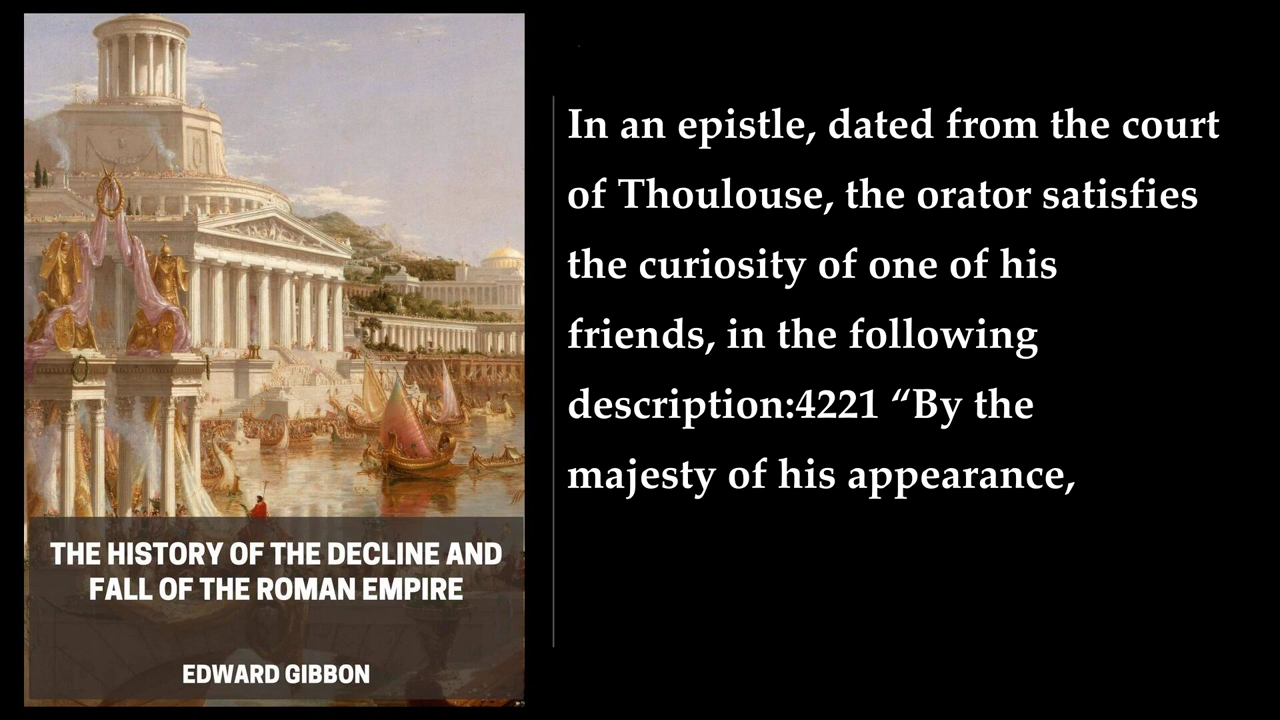 THE HISTORY OF THE DECLINE AND
FALL OF THE ROMAN EMPIRE
EDWARD GIBBON
In an epistle, dated from the court
of Thoulouse, the orator satisfies
the curiosity of one of his
friends, in the following
description:4221 “By the
majesty of his appearance,